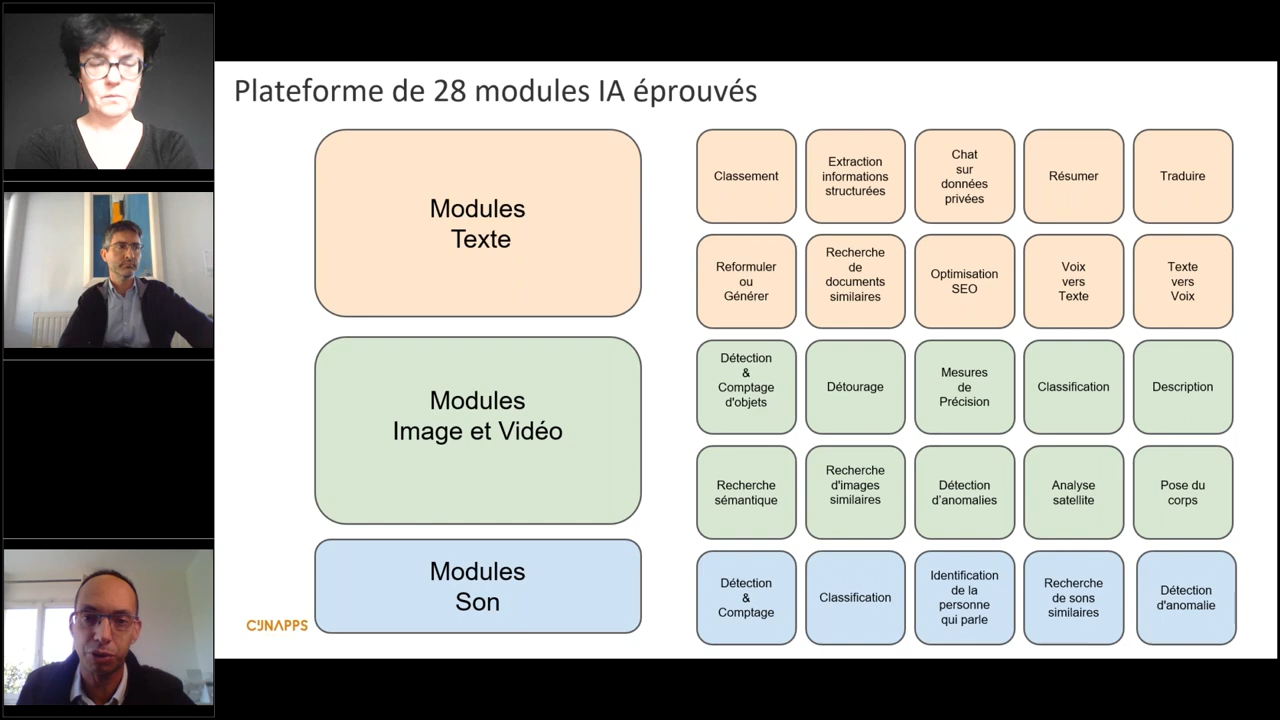 Plateforme de 28 modules IA éprouvés
Modules
Texte
Classement
Extraction
informations
structurées
Chat
sur
données
privées
Résumer
Traduire
Reformuler
ou
Générer
Recherche
de
documents
similaires
Optimisation
SEO
Voix
vers
Texte
Texte
vers
Voix
Modules
Image et Vidéo
Détection
&
Comptage
d'objets
Détourage
Mesures
de
Précision
Classification
Description
Recherche
sémantique
Recherche
d'images
similaires
Détection
d’anomalies
Analyse
satellite
Pose du
corps
Modules
Son
Détection
&
Comptage
Classification
Identification
de la
personne
qui parle
Recherche
de sons
similaires
Détection
d'anomalie
CYNAPPS